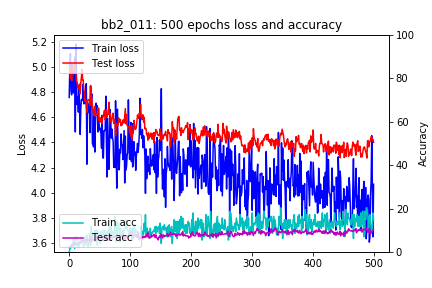 bb2_011: 500 epochs loss and accuracy
Train loss
Test loss
Train acc
Test acc
Loss
Accuracy
5.2
5.0
4.8
4.6
4.4
4.2
4.0
3.8
3.6
100
80
60
40
20
0
0 100 200 300 400 500